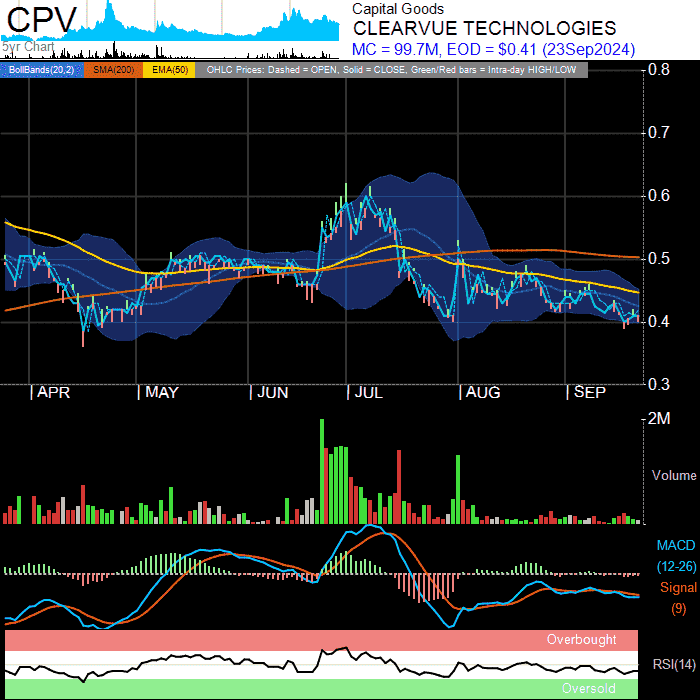 CPV
5yr Chart
Capital Goods
CLEARVUE TECHNOLOGIES
MC = 99.7M, EOD = $0.41 (23Sep2024)
BollBands(20,2) SMA(200) EMA(50) OHLC Prices: Dashed = OPEN, Solid = CLOSE, Green/Red bars = Intra-day HIGH/LOW
0.8
0.7
0.6
0.5
0.4
0.3
APR MAY JUN JUL AUG SEP
2M
Volume
MACD
(12-26)
Signal
(9)
Overbought
RSI(14)
Oversold